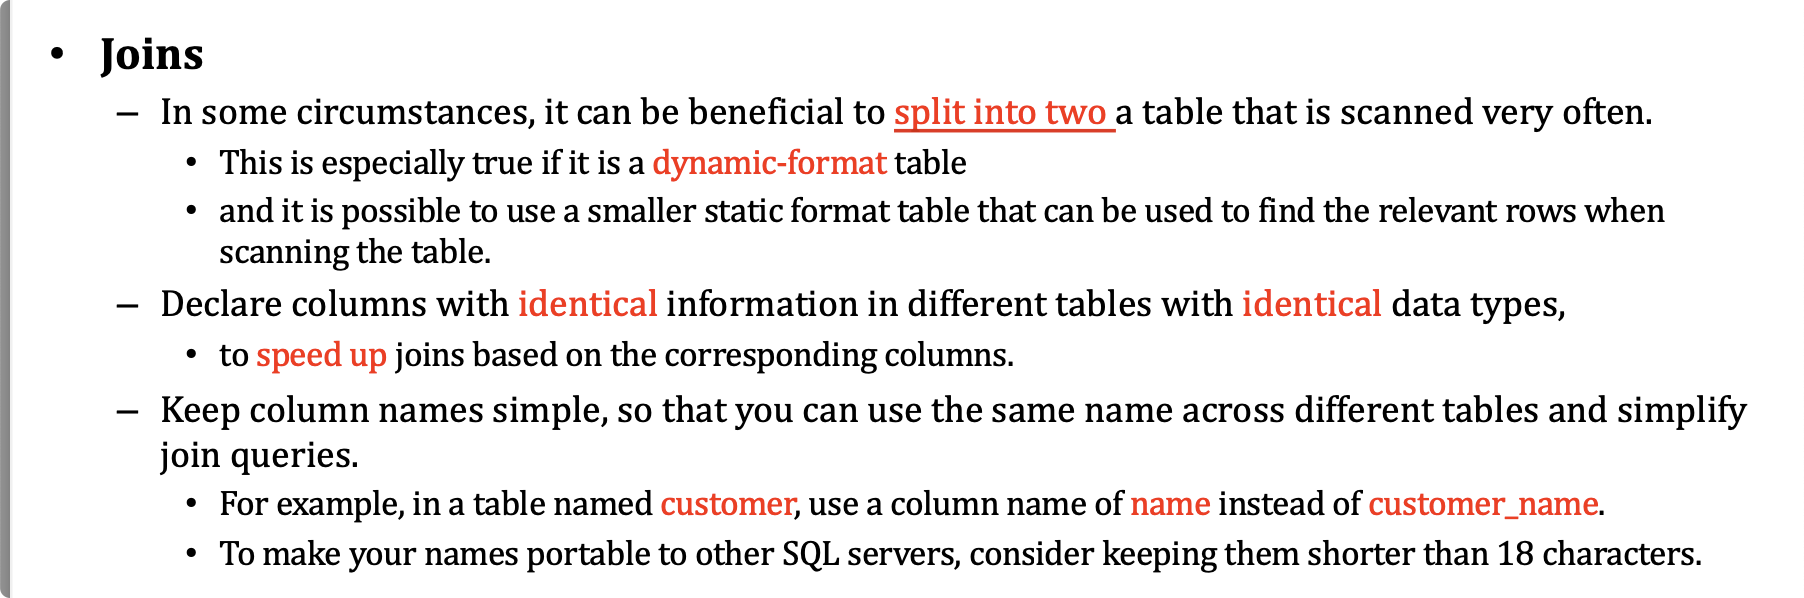 • Joins
– In some circumstances, it can be beneficial to split into two a table that is scanned very often.
• This is especially true if it is a dynamic-format table
• and it is possible to use a smaller static format table that can be used to find the relevant rows when
scanning the table.
– Declare columns with identical information in different tables with identical data types,
• to speed up joins based on the corresponding columns.
– Keep column names simple, so that you can use the same name across different tables and simplify
join queries.
• For example, in a table named customer, use a column name of name instead of customer_name.
• To make your names portable to other SQL servers, consider keeping them shorter than 18 characters.